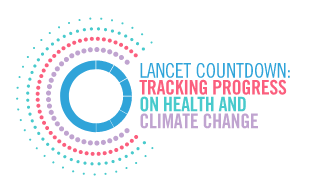 LANCET COUNTDOWN:
TRACKING PROGRESS
ON HEALTH AND
CLIMATE CHANGE